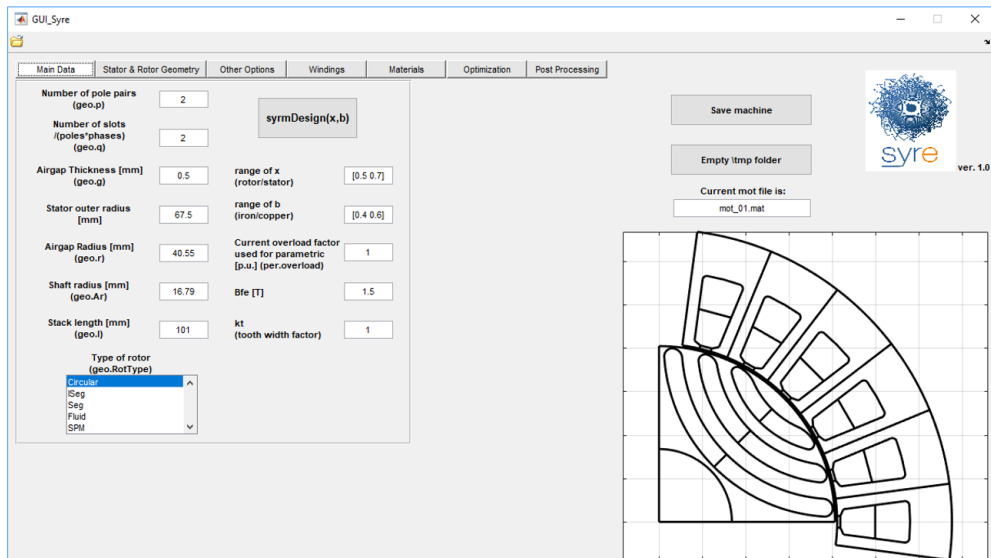 GUI_Syre
Main Data
Stator & Rotor Geometry
Other Options
Windings
Materials
Optimization
Post Processing
Number of pole pairs
(geo.p)
2
Number of slots
/(poles*phases)
(geo.q)
2
Airgap Thickness [mm]
(geo.g)
0.5
Stator outer radius
[mm]
67.5
Airgap Radius [mm]
(geo.r)
40.55
Shaft radius [mm]
(geo.Ar)
16.79
Stack length [mm]
(geo.l)
101
Type of rotor
(geo.RotType)
Circular
ISeg
Seg
Fluid
SPM
syrmDesign(x,b)
range of x
(rotor/stator)
[0.5 0.7]
range of b
(iron/copper)
[0.4 0.6]
Current overload factor
used for parametric
[p.u.] (per.overload)
1
Bfe [T]
1.5
kt
(tooth width factor)
1
Save machine
Empty \tmp folder
Current mot file is:
mot_01.mat
syre
ver. 1.0